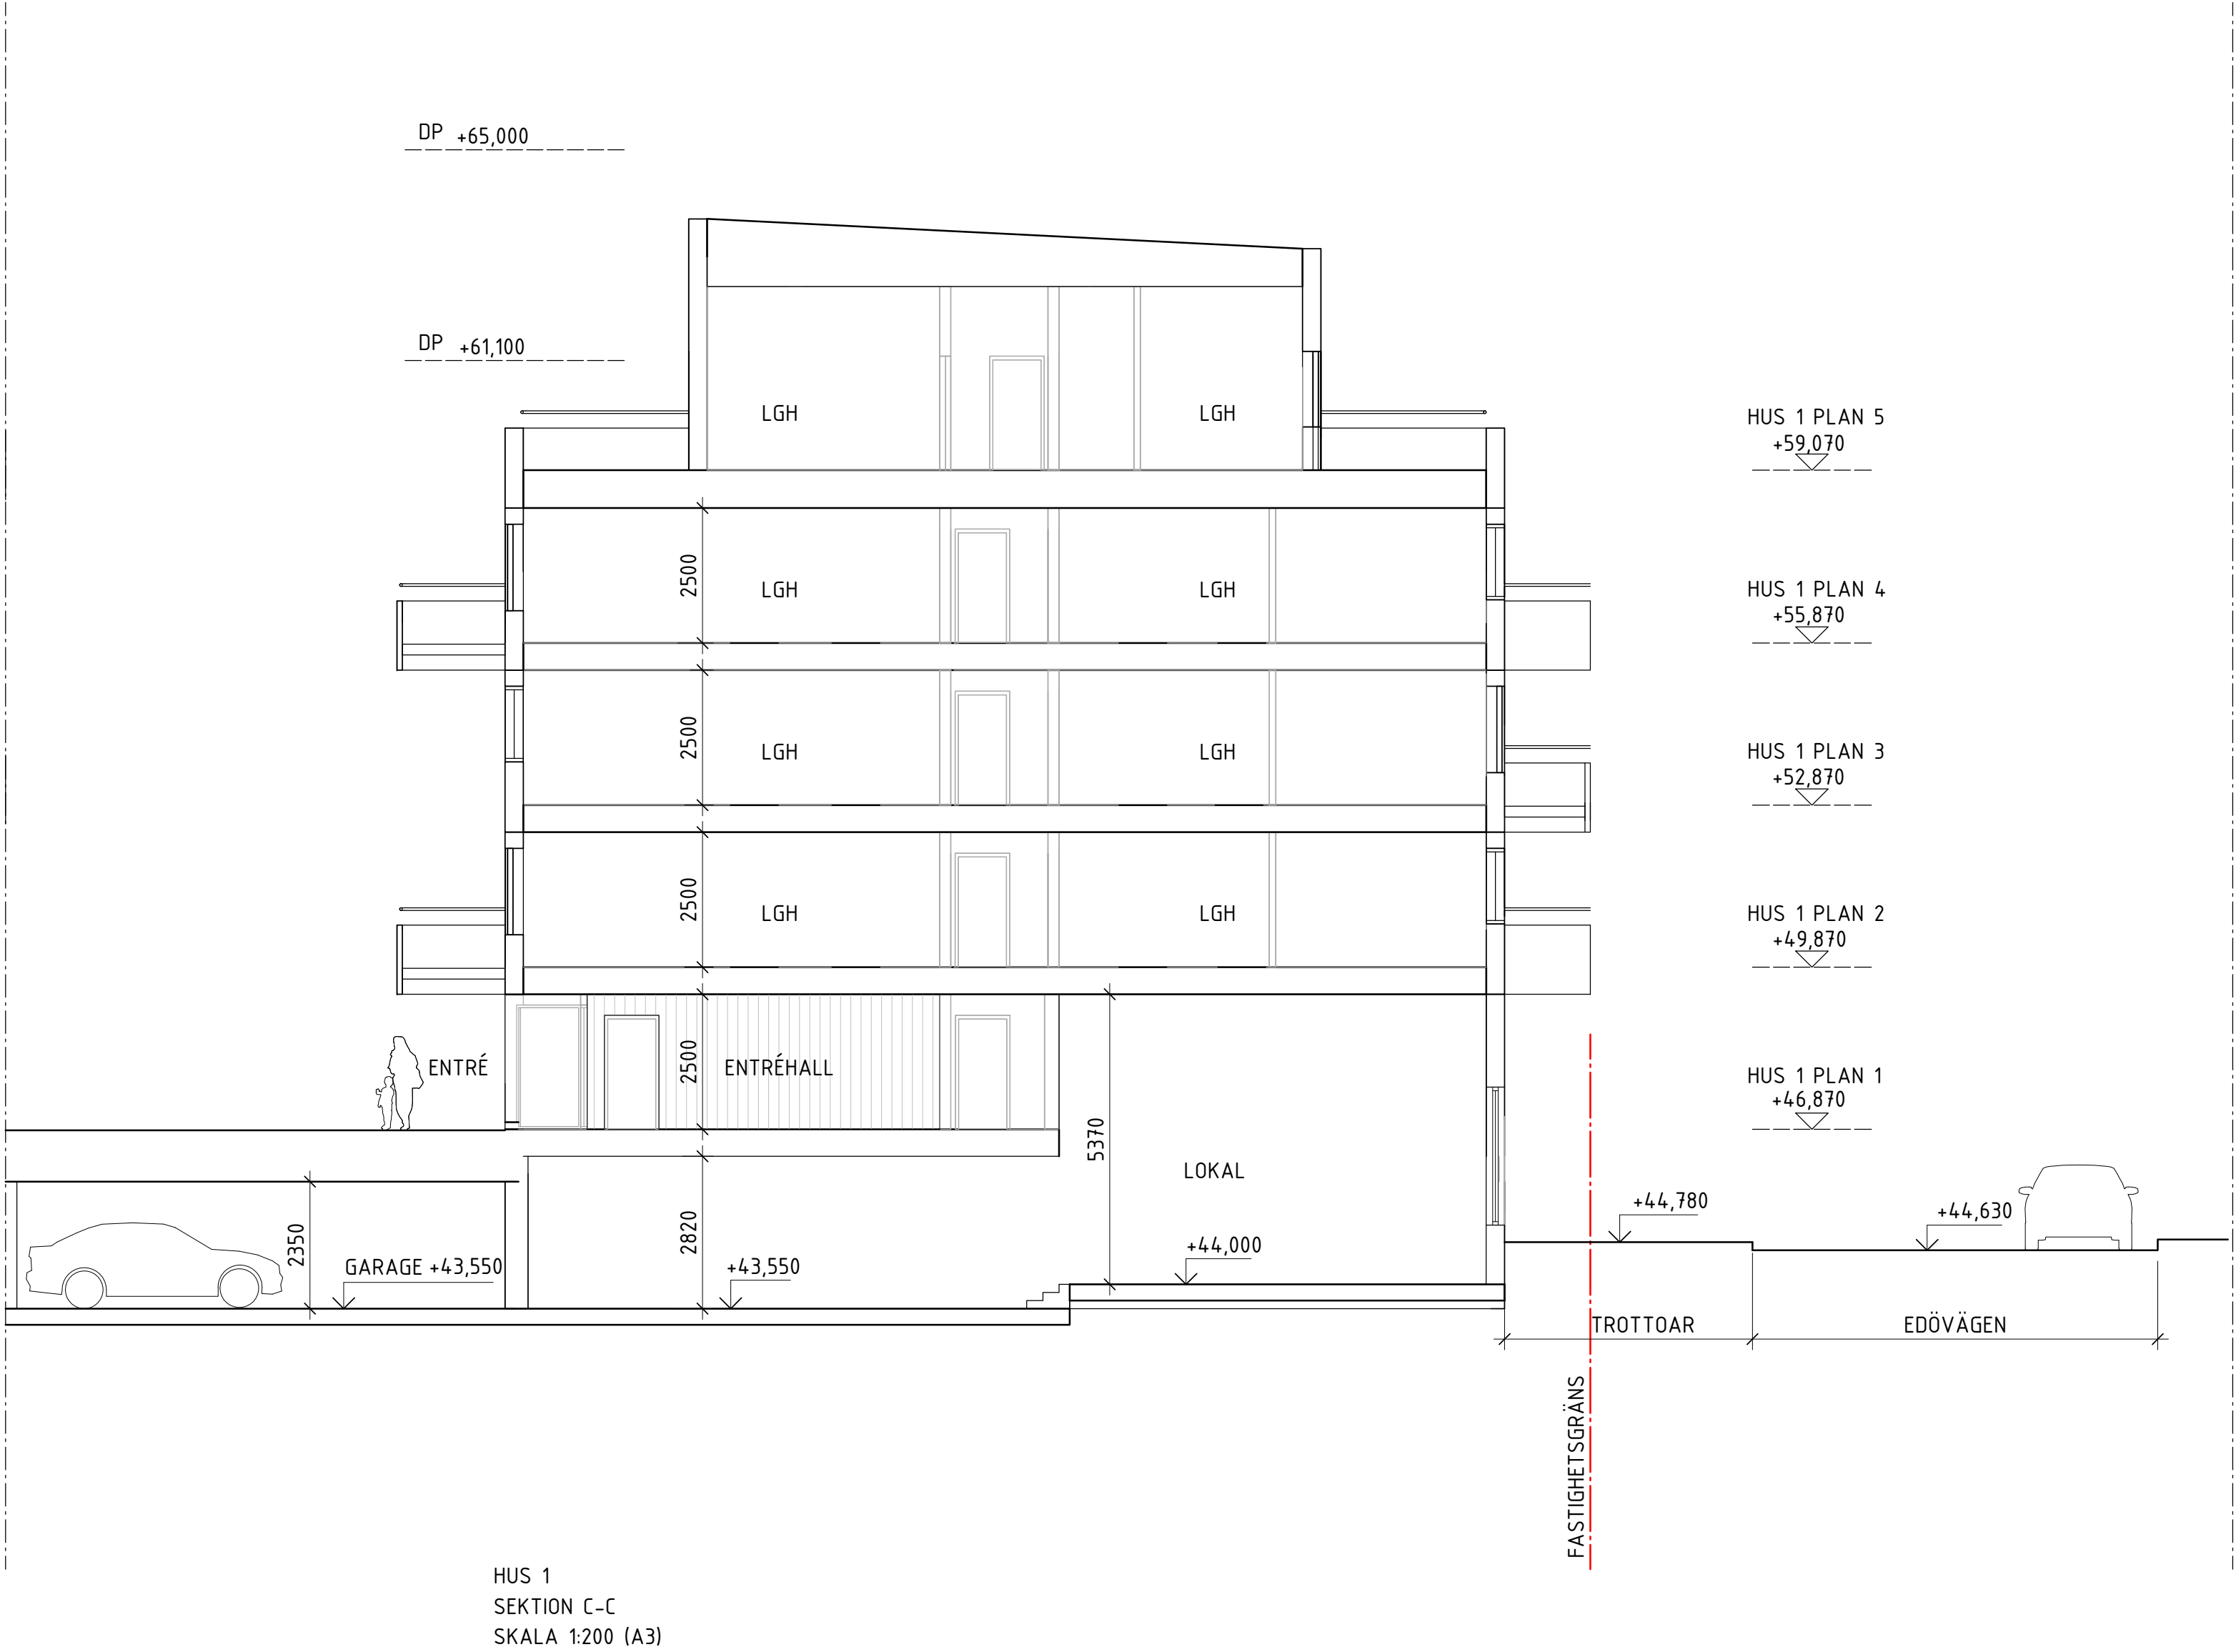 DP +65,000
DP +61,100
LGH
LGH
HUS 1 PLAN 5
+59,070
2500
LGH
LGH
HUS 1 PLAN 4
+55,870
2500
LGH
LGH
HUS 1 PLAN 3
+52,870
2500
LGH
LGH
HUS 1 PLAN 2
+49,870
ENTRÉ
2500
ENTRÉHALL
HUS 1 PLAN 1
+46,870
5370
LOKAL
+44,780
+44,630
2350
GARAGE +43,550
2820
+43,550
+44,000
TROTTOAR
EDÖVÄGEN
FASTIGHETSGRÄNS
HUS 1
SEKTION C-C
SKALA 1:200 (A3)